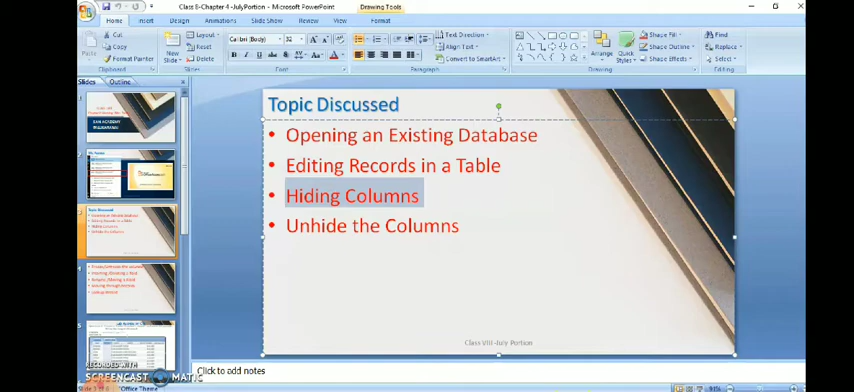 Class 8-Chapter 4 -JulyPortion - Microsoft PowerPoint
Drawing Tools
Home Insert Design Animations Slide Show Review View Format
Cut
Copy
Format Painter
Paste
Clipboard
New Slide
Layout
Reset
Delete
Slides
Calibri (Body) 32
Font
Paragraph
Text Direction
Align Text
Convert to SmartArt
Arrange
Quick Styles
Shape Fill
Shape Outline
Shape Effects
Drawing
Find
Replace
Select
Editing
Slides Outline
Topic Discussed
• Opening an Existing Database
• Editing Records in a Table
• Hiding Columns
• Unhide the Columns
Class VIII -July Portion
Click to add notes
RECORDED WITH
SCREENCAST MATIC
Office Theme